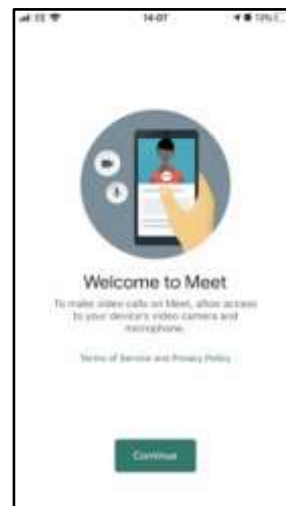 14:07
Welcome to Meet
To make video calls on Meet, allow access
to your device's video camera and
microphone.
Terms of Service and Privacy Policy
Continue